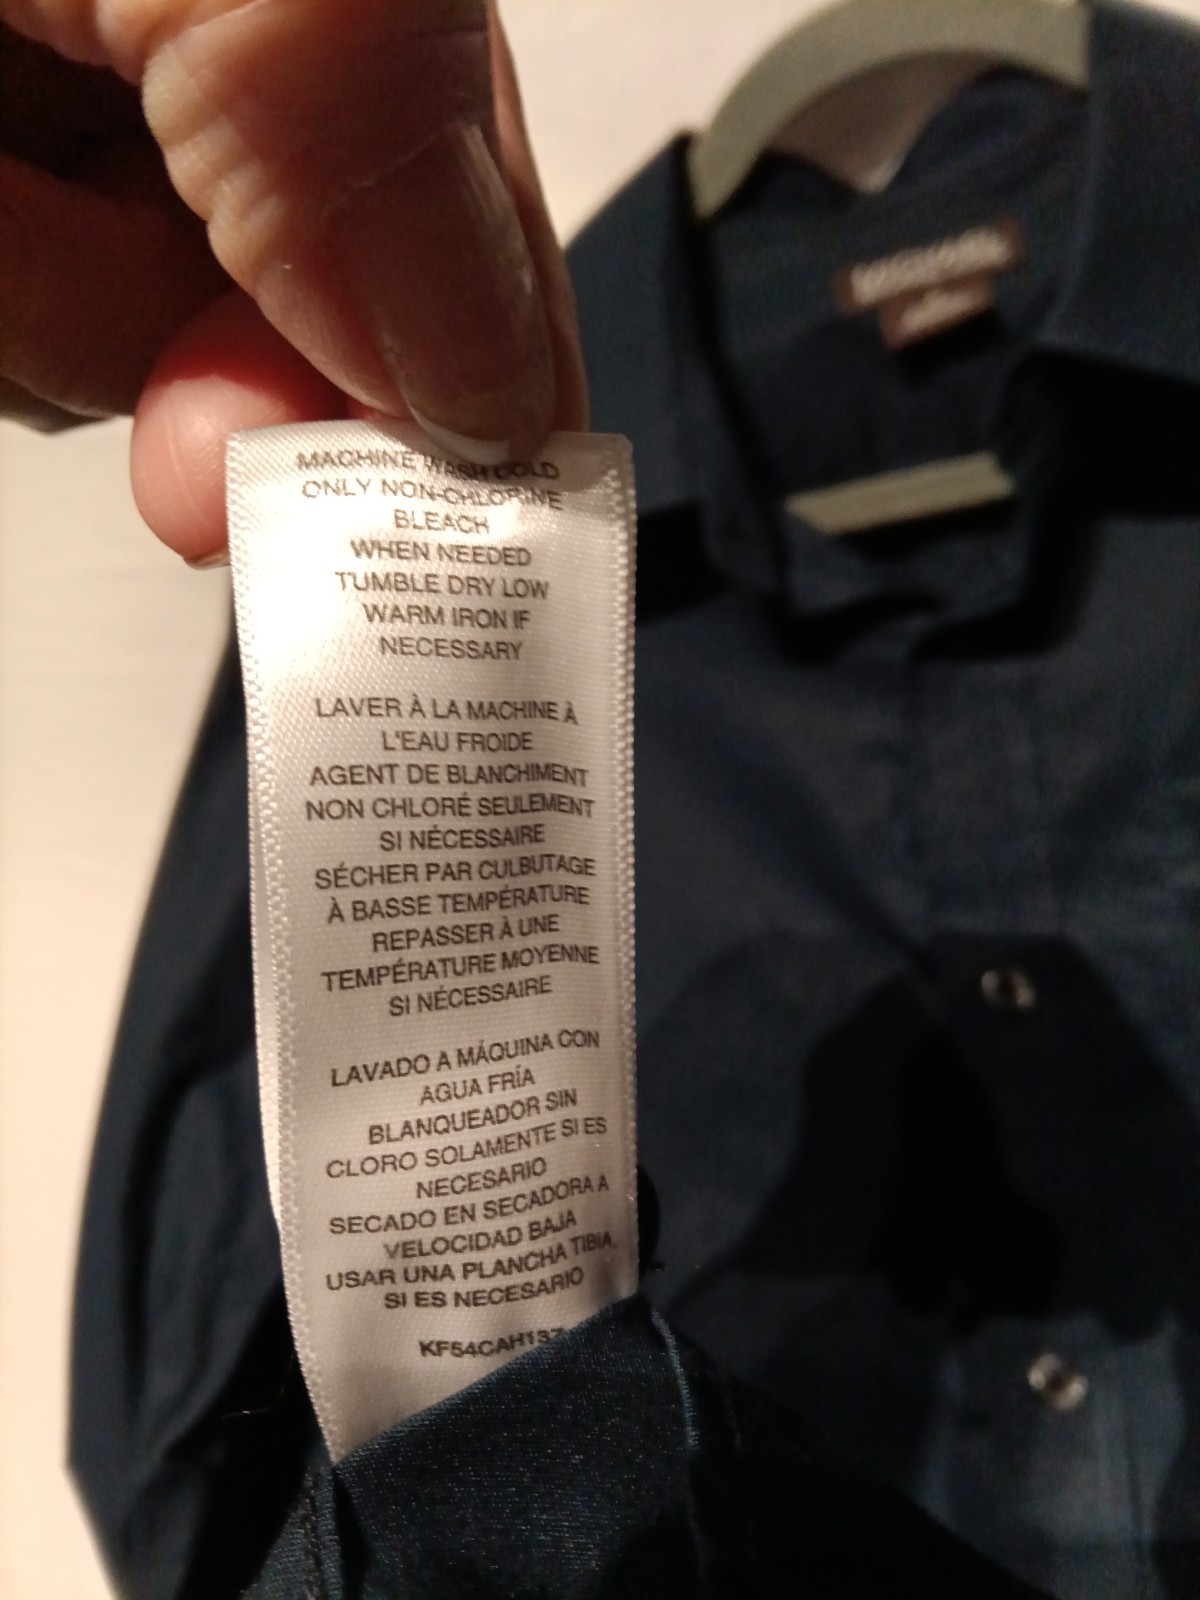 MACHINE WASH COLD
ONLY NON-CHLORINE
BLEACH
WHEN NEEDED
TUMBLE DRY LOW
WARM IRON IF
NECESSARY
LAVER À LA MACHINE À
L'EAU FROIDE
AGENT DE BLANCHIMENT
NON CHLORÉ SEULEMENT
SI NÉCESSAIRE
SÉCHER PAR CULBUTAGE
À BASSE TEMPÉRATURE
REPASSER À UNE
TEMPÉRATURE MOYENNE
SI NÉCESSAIRE
LAVADO A MÁQUINA CON
AGUA FRÍA
BLANQUEADOR SIN
CLORO SOLAMENTE SI ES
NECESARIO
SECADO EN SECADORA A
VELOCIDAD BAJA
USAR UNA PLANCHA TIBIA,
SI ES NECESARIO
KF54CAH137